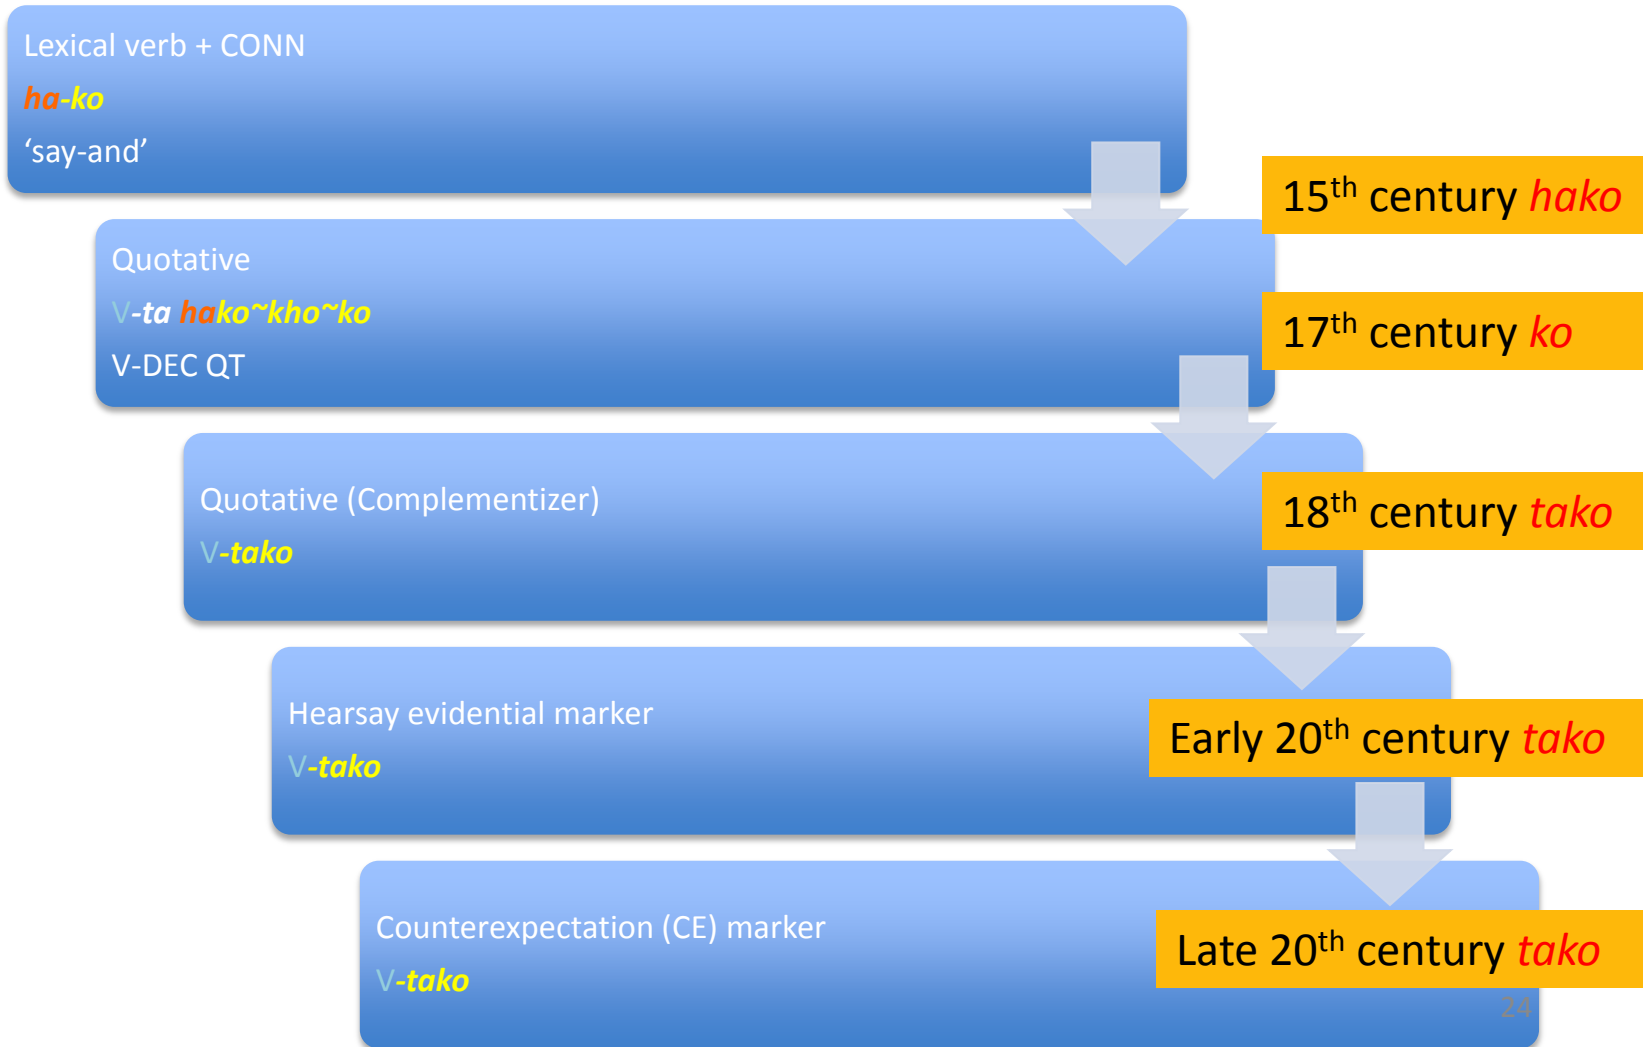 Lexical verb + CONN
ha-ko
‘say-and’
15th century hako
Quotative
V-ta hako~kho~ko
V-DEC QT
17th century ko
Quotative (Complementizer)
V-tako
18th century tako
Hearsay evidential marker
V-tako
Early 20th century tako
Counterexpectation (CE) marker
V-tako
Late 20th century tako
24